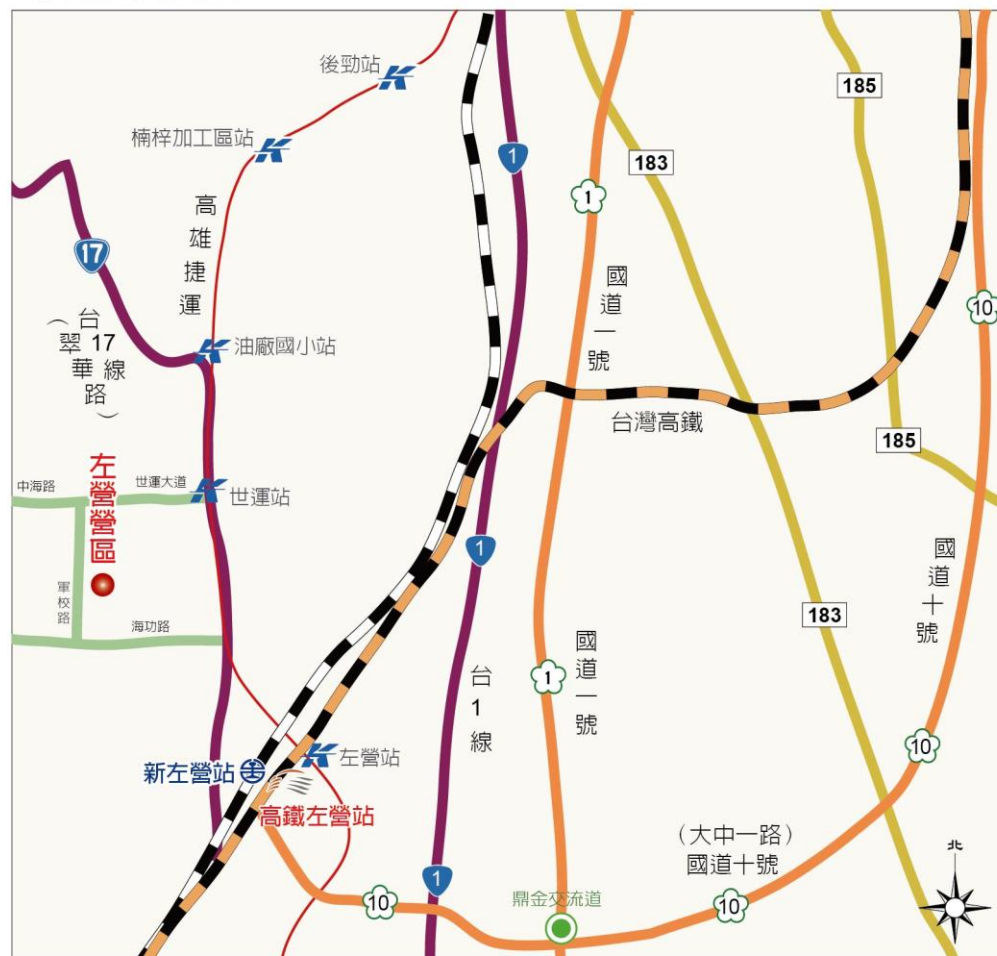 後勁站
楠梓加工區站
1
185
183
高雄捷運
1
17
國道一號
10
台17線
（翠華路）
油廠國小站
台灣高鐵
185
左營營區
中海路
世運大道
世運站
1
國道十號
軍校路
183
海功路
國道一號
台1線
1
10
左營站
新左營站
高鐵左營站
（大中一路）
國道十號
北
1
10
鼎金交流道
10